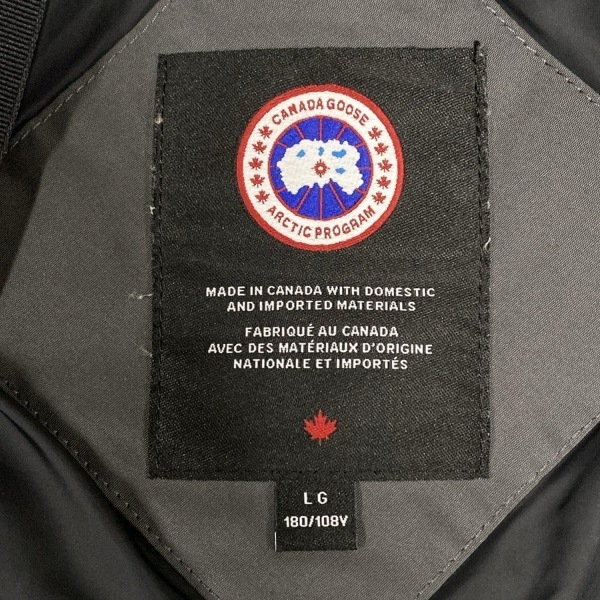 CANADA GOOSE
ARCTIC PROGRAM
MADE IN CANADA WITH DOMESTIC
AND IMPORTED MATERIALS
FABRIQUÉ AU CANADA
AVEC DES MATÉRIAUX D'ORIGINE
NATIONALE ET IMPORTÉS
LG
180/108Y